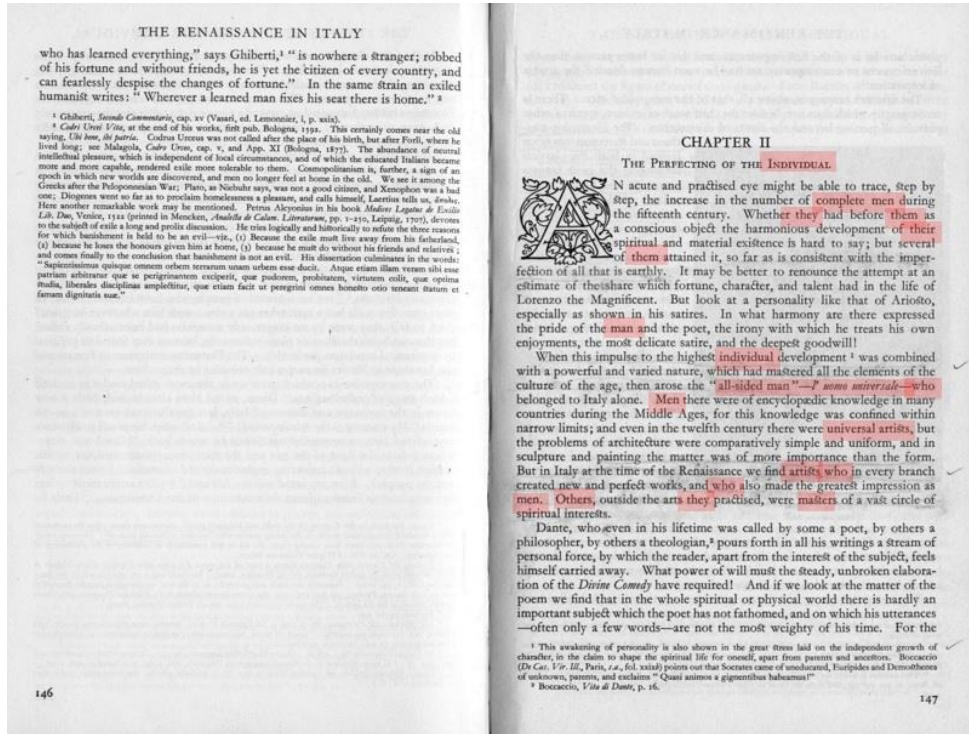 THE RENAISSANCE IN ITALY
who has learned everything,” says Ghiberti,¹ “ is nowhere a stranger; robbed
of his fortune and without friends, he is yet the citizen of every country, and
can fearlessly despise the changes of fortune.” In the same strain an exiled
humanist writes: “ Wherever a learned man fixes his seat there is home.” ²
¹ Ghiberti, Secondo Commentario, cap. xv (Vasari, ed. Lemonnier, i, p. xxix).
² Codri Urcei Vita, at the end of his works, first pub. Bologna, 1502. This certainly comes near the old
saying, Ubi bene, ibi patria. Codrus Urceus was not called after the place of his birth, but after Forlì, where he
lived long; see Malagola, Codro Urceo, cap. v, and App. XI (Bologna, 1877). The abundance of neutral
intellectual pleasure, which is independent of local circumstances, and of which the educated Italians became
more and more capable, rendered exile more tolerable to them. Cosmopolitanism is, further, a sign of an
epoch in which new worlds are discovered, and men no longer feel at home in the old. We see it among the
Greeks after the Peloponnesian War; Plato, as Niebuhr says, was not a good citizen, and Xenophon was a bad
one; Diogenes went so far as to proclaim homelessness a pleasure, and calls himself, Laertius tells us,
Here another remarkable work may be mentioned. Petrus Alcyonius in his book Medices Legatus de Exilio
Lib. Duo, Venice, 1522 (printed in Mencken, Analecta de Calam. Literatorum, pp. 1-250, Leipzig, 1707), devotes
to the subject of exile a long and prolix discussion. He tries logically and historically to refute the three reasons
for which banishment is held to be an evil—viz., (1) Because the exile must live away from his fatherland,
(2) because he loses the honours given him at home, (3) because he must do without his friends and relatives;
and comes finally to the conclusion that banishment is not an evil. His dissertation culminates in the words:
“ Sapientissimus quisque omnem orbem terrarum unam urbem esse ducit. Atque etiam illam veram sibi esse
patriam arbitratur quæ se perigrinantem exciperit, quæ pudorem, probitatem, virtutem colit, quæ optima
studia, liberales disciplinas amplectitur, quæ etiam facit ut peregrini omnes honesto otio teneant statum et
famam dignitatis suæ.”
146
CHAPTER II
THE PERFECTING OF THE INDIVIDUAL
AN acute and practised eye might be able to trace, step by
step, the increase in the number of complete men during
the fifteenth century. Whether they had before them as
a conscious object the harmonious development of their
spiritual and material existence is hard to say; but several
of them attained it, so far as is consistent with the imper-
fection of all that is earthly. It may be better to renounce the attempt at an
estimate of the share which fortune, character, and talent had in the life of
Lorenzo the Magnificent. But look at a personality like that of Ariosto,
especially as shown in his satires. In what harmony are there expressed
the pride of the man and the poet, the irony with which he treats his own
enjoyments, the most delicate satire, and the deepest goodwill!
When this impulse to the highest individual development ¹ was combined
with a powerful and varied nature, which had mastered all the elements of the
culture of the age, then arose the “ all-sided man ”—l’ uomo universale—who
belonged to Italy alone. Men there were of encyclopædic knowledge in many
countries during the Middle Ages, for this knowledge was confined within
narrow limits; and even in the twelfth century there were universal artists, but
the problems of architecture were comparatively simple and uniform, and in
sculpture and painting the matter was of more importance than the form.
But in Italy at the time of the Renaissance we find artists who in every branch
created new and perfect works, and who also made the greatest impression as
men. Others, outside the arts they practised, were masters of a vast circle of
spiritual interests.
Dante, who even in his lifetime was called by some a poet, by others a
philosopher, by others a theologian,² pours forth in all his writings a stream of
personal force, by which the reader, apart from the interest of the subject, feels
himself carried away. What power of will must the steady, unbroken elabora-
tion of the Divine Comedy have required! And if we look at the matter of the
poem we find that in the whole spiritual or physical world there is hardly an
important subject which the poet has not fathomed, and on which his utterances
—often only a few words—are not the most weighty of his time. For the
¹ This awakening of personality is also shown in the great stress laid on the independent growth of
character, in the claim to shape the spiritual life for oneself, apart from parents and ancestors. Boccaccio
(De Cas. Vir. Ill., Paris, s.a., fol. xxixb) points out that Socrates came of uneducated, Euripides and Demosthenes
of unknown, parents, and exclaims “ Quasi animos a gignentibus habeamus!”
² Boccaccio, Vita di Dante, p. 16.
147